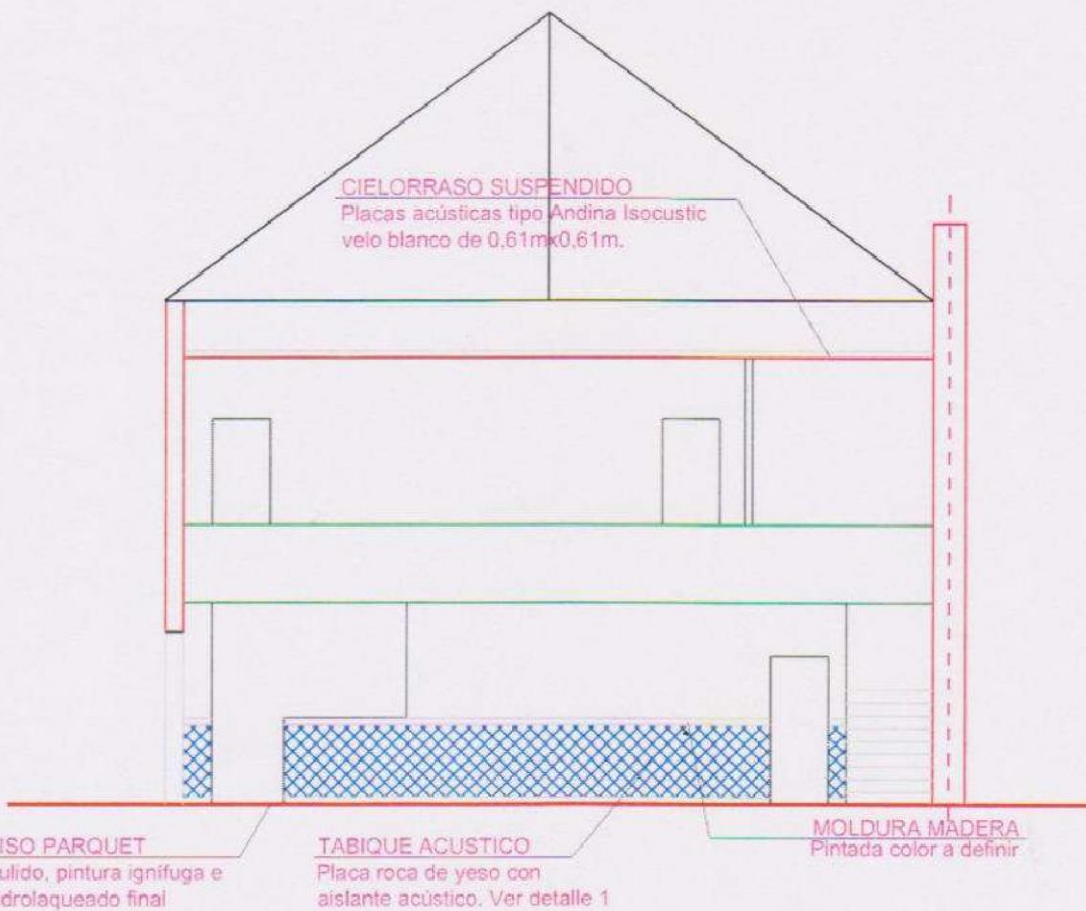 CIELORRASO SUSPENDIDO
Placas acústicas tipo Andina Isocustic
velo blanco de 0,61mx0,61m.
ISO PARQUET
ulido, pintura ignífuga e
drolaqueado final
TABIQUE ACUSTICO
Placa roca de yeso con
aislante acústico. Ver detalle 1
MOLDURA MADERA
Pintada color a definir